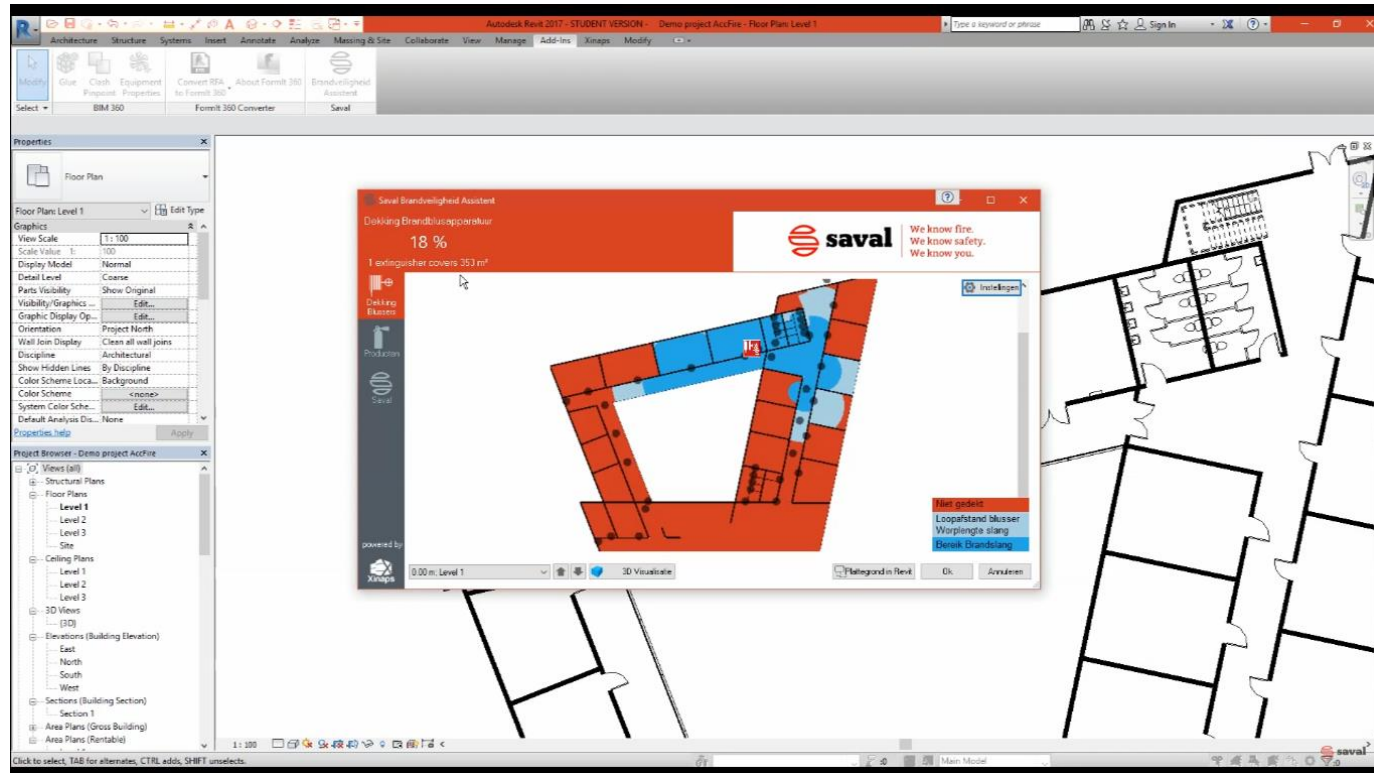 Autodesk Revit 2017 - STUDENT VERSION - Demo project AccFire - Floor Plan: Level 1
Type a keyword or phrase
Sign In
Architecture Structure Systems Insert Annotate Analyze Massing & Site Collaborate View Manage Add-Ins Xinaps Modify
Modify Glue Clash Pinpoint Equipment Properties Convert RFA to FormIt 360 About FormIt 360 Brandveiligheid Assistent
Select BIM 360 FormIt 360 Converter Saval
Properties
Floor Plan
Floor Plan: Level 1 Edit Type
Graphics
View Scale 1 : 100
Scale Value 1: 100
Display Model Normal
Detail Level Coarse
Parts Visibility Show Original
Visibility/Graphics ... Edit...
Graphic Display Op... Edit...
Orientation Project North
Wall Join Display Clean all wall joins
Discipline Architectural
Show Hidden Lines By Discipline
Color Scheme Loca... Background
Color Scheme <none>
System Color Sche... Edit...
Default Analysis Dis... None
Properties help Apply
Project Browser - Demo project AccFire
Views (all)
Structural Plans
Floor Plans
Level 1
Level 2
Level 3
Site
Ceiling Plans
Level 1
Level 2
Level 3
3D Views
{3D}
Elevations (Building Elevation)
East
North
South
West
Sections (Building Section)
Section 1
Area Plans (Gross Building)
Area Plans (Rentable)
Saval Brandveiligheid Assistent
Dekking Brandblusapparatuur
18 %
1 extinguisher covers 353 m²
saval
We know fire.
We know safety.
We know you.
Dekking
Blussers
Producten
Saval
powered by
Xinaps
Instellingen
Niet gedekt
Loopafstand blusser
Worplengte slang
Bereik Brandslang
0.00 m: Level 1 3D Visualisatie Plattegrond in Revit Ok Annuleren
1 : 100
Click to select, TAB for alternates, CTRL adds, SHIFT unselects.
:0 Main Model :0
saval